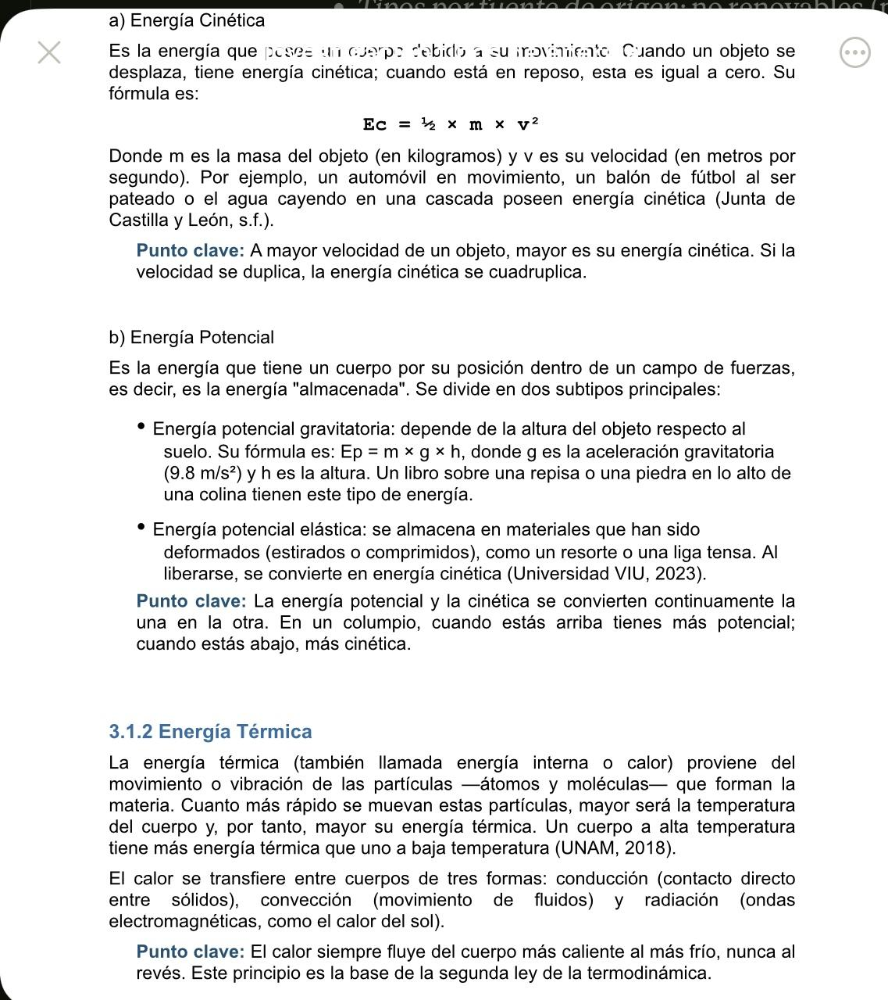 Tipos por fuente de origen: no renovables
a) Energía Cinética
Es la energía que posee un cuerpo debido a su movimiento. Cuando un objeto se
desplaza, tiene energía cinética; cuando está en reposo, esta es igual a cero. Su
fórmula es:
Ec = ½ × m × v²
Donde m es la masa del objeto (en kilogramos) y v es su velocidad (en metros por
segundo). Por ejemplo, un automóvil en movimiento, un balón de fútbol al ser
pateado o el agua cayendo en una cascada poseen energía cinética (Junta de
Castilla y León, s.f.).
Punto clave: A mayor velocidad de un objeto, mayor es su energía cinética. Si la
velocidad se duplica, la energía cinética se cuadruplica.
b) Energía Potencial
Es la energía que tiene un cuerpo por su posición dentro de un campo de fuerzas,
es decir, es la energía "almacenada". Se divide en dos subtipos principales:
• Energía potencial gravitatoria: depende de la altura del objeto respecto al
suelo. Su fórmula es: Ep = m × g × h, donde g es la aceleración gravitatoria
(9.8 m/s²) y h es la altura. Un libro sobre una repisa o una piedra en lo alto de
una colina tienen este tipo de energía.
• Energía potencial elástica: se almacena en materiales que han sido
deformados (estirados o comprimidos), como un resorte o una liga tensa. Al
liberarse, se convierte en energía cinética (Universidad VIU, 2023).
Punto clave: La energía potencial y la cinética se convierten continuamente la
una en la otra. En un columpio, cuando estás arriba tienes más potencial;
cuando estás abajo, más cinética.
3.1.2 Energía Térmica
La energía térmica (también llamada energía interna o calor) proviene del
movimiento o vibración de las partículas —átomos y moléculas— que forman la
materia. Cuanto más rápido se muevan estas partículas, mayor será la temperatura
del cuerpo y, por tanto, mayor su energía térmica. Un cuerpo a alta temperatura
tiene más energía térmica que uno a baja temperatura (UNAM, 2018).
El calor se transfiere entre cuerpos de tres formas: conducción (contacto directo
entre sólidos), convección (movimiento de fluidos) y radiación (ondas
electromagnéticas, como el calor del sol).
Punto clave: El calor siempre fluye del cuerpo más caliente al más frío, nunca al
revés. Este principio es la base de la segunda ley de la termodinámica.